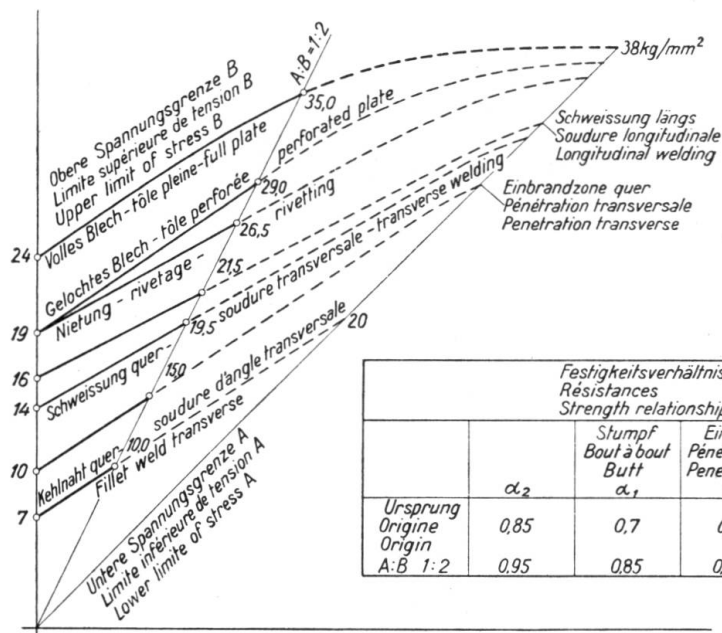 A:B=1:2
38kg/mm²
Obere Spannungsgrenze B
Limite supérieure de tension B
Upper limit of stress B
35,0
Volles Blech-tôle pleine-full plate
24
Gelochtes Blech-tôle perforée
perforated plate
29,0
Nietung-rivetage-
rivetting
26,5
19
21,5
16
Schweissung quer-
soudure transversale-transverse welding
19,5
14
15,0
10
Kehlnaht quer-
soudure d'angle transversale
Fillet weld transverse
10,0
7
20
Schweissung längs
Soudure longitudinale
Longitudinal welding
Einbrandzone quer
Pénétration transversale
Penetration transverse
Untere Spannungsgrenze A
Limite inférieure de tension A
Lower limite of stress A
Festigkeitsverhältnis
Résistances
Strength relationship
α₂
Stumpf
Bout à bout
Butt
α₁
Ei
Péne
Pene
Ursprung
Origine
Origin
0,85
0,7
A:B 1:2
0,95
0,85
0,